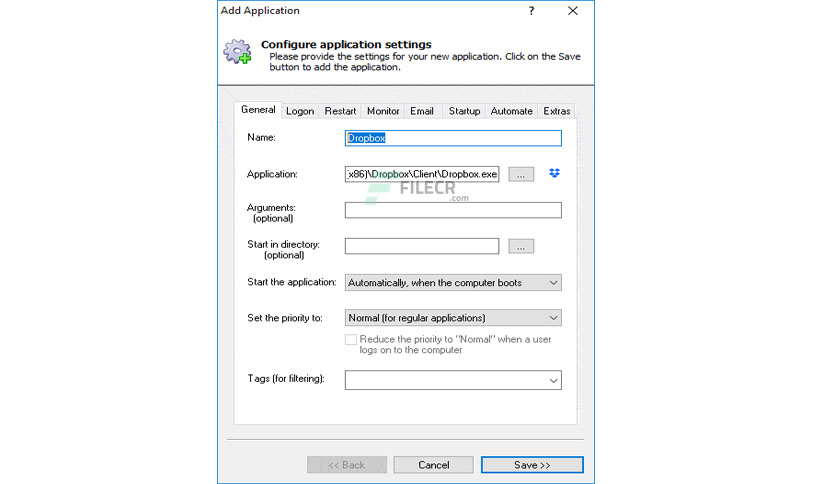 Add Application
?
Configure application settings
Please provide the settings for your new application. Click on the Save
button to add the application.
General Logon Restart Monitor Email Startup Automate Extras
Name: Dropbox
Application: x86)\Dropbox\Client\Dropbox.exe ...
FILECR
.com
Arguments:
(optional)
Start in directory: ...
(optional)
Start the application: Automatically, when the computer boots
Set the priority to: Normal (for regular applications)
Reduce the priority to "Normal" when a user
logs on to the computer
Tags (for filtering):
<< Back Cancel Save >>